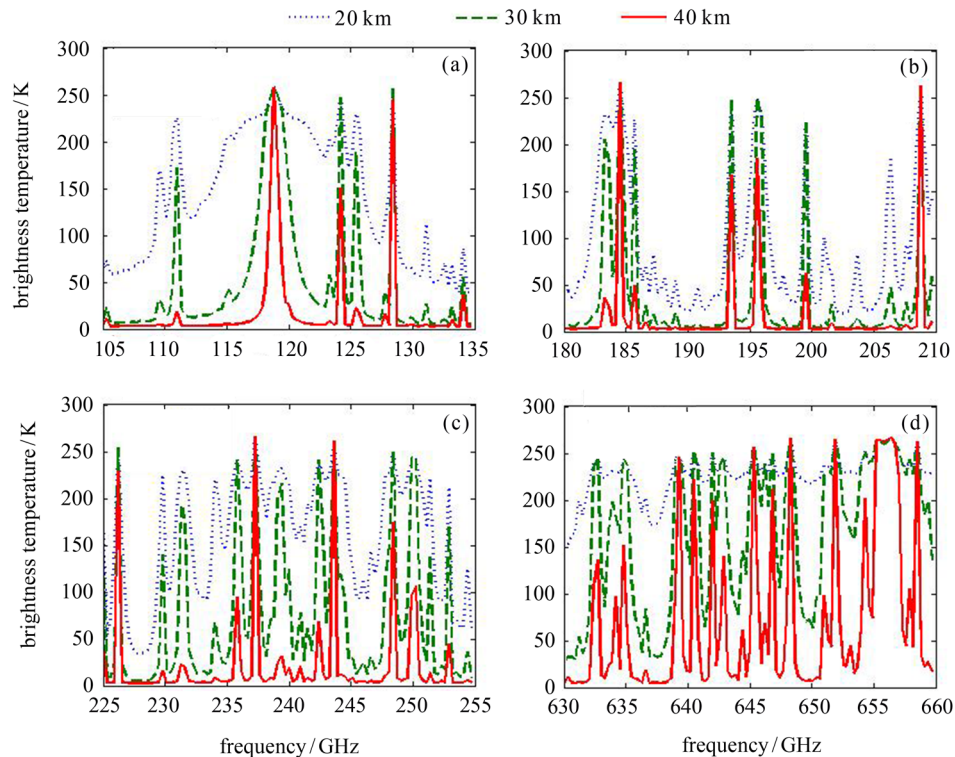 20 km 30 km 40 km
300 (a) 300 (b)
250 250
200 200
150 150
100 100
50 50
0 0
105 110 115 120 125 130 135 180 185 190 195 200 206 210
brightness temperature/K
300 (c) 300 (d)
250 250
200 200
150 150
100 100
50 50
0 0
225 230 235 240 245 250 255 630 635 640 645 650 655 660
brightness temperature/K
frequency/GHz frequency/GHz